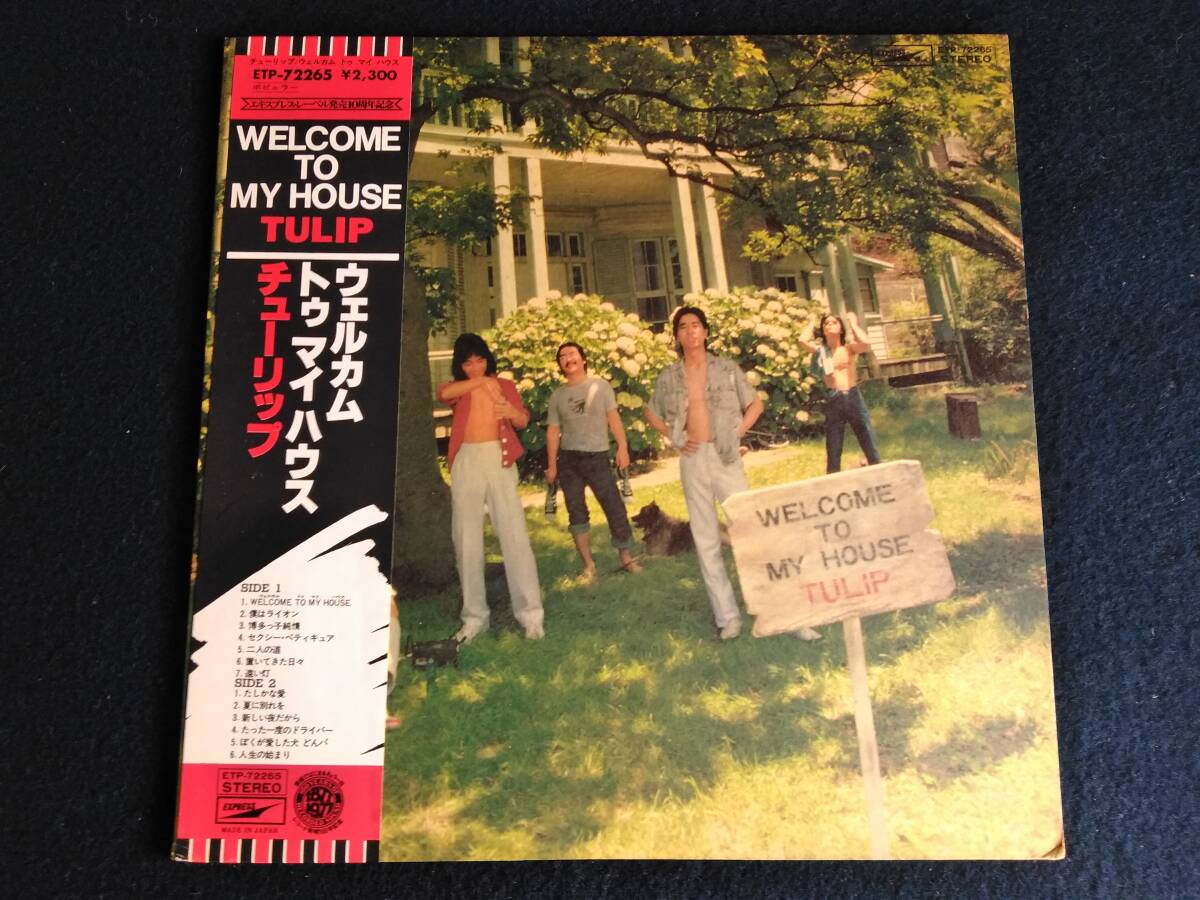 チューリップ/ウェルカム トゥ マイ ハウス
ETP-72265 ¥2,300
ポピュラー
エキスプレス・レーベル発売10周年記念
WELCOME
TO
MY HOUSE
TULIP
ウェルカム
トゥ マイ ハウス
チューリップ
SIDE 1
1. WELCOME TO MY HOUSE
2. 僕はライオン
3. 博多っ子純情
4. セクシー・ペティキュア
5. 二人の道
6. 置いてきた日々
7. 遠い灯
SIDE 2
1. たしかな愛
2. 夏に別れを
3. 新しい夜だから
4. たった一度のドライバー
5. ぼくが愛した犬 どんパ
6. 人生の始まり
ETP-72265
STEREO
EXPRESS
MADE IN JAPAN
1877
1977
ETP-72265
STEREO
WELCOME
TO
MY HOUSE
TULIP